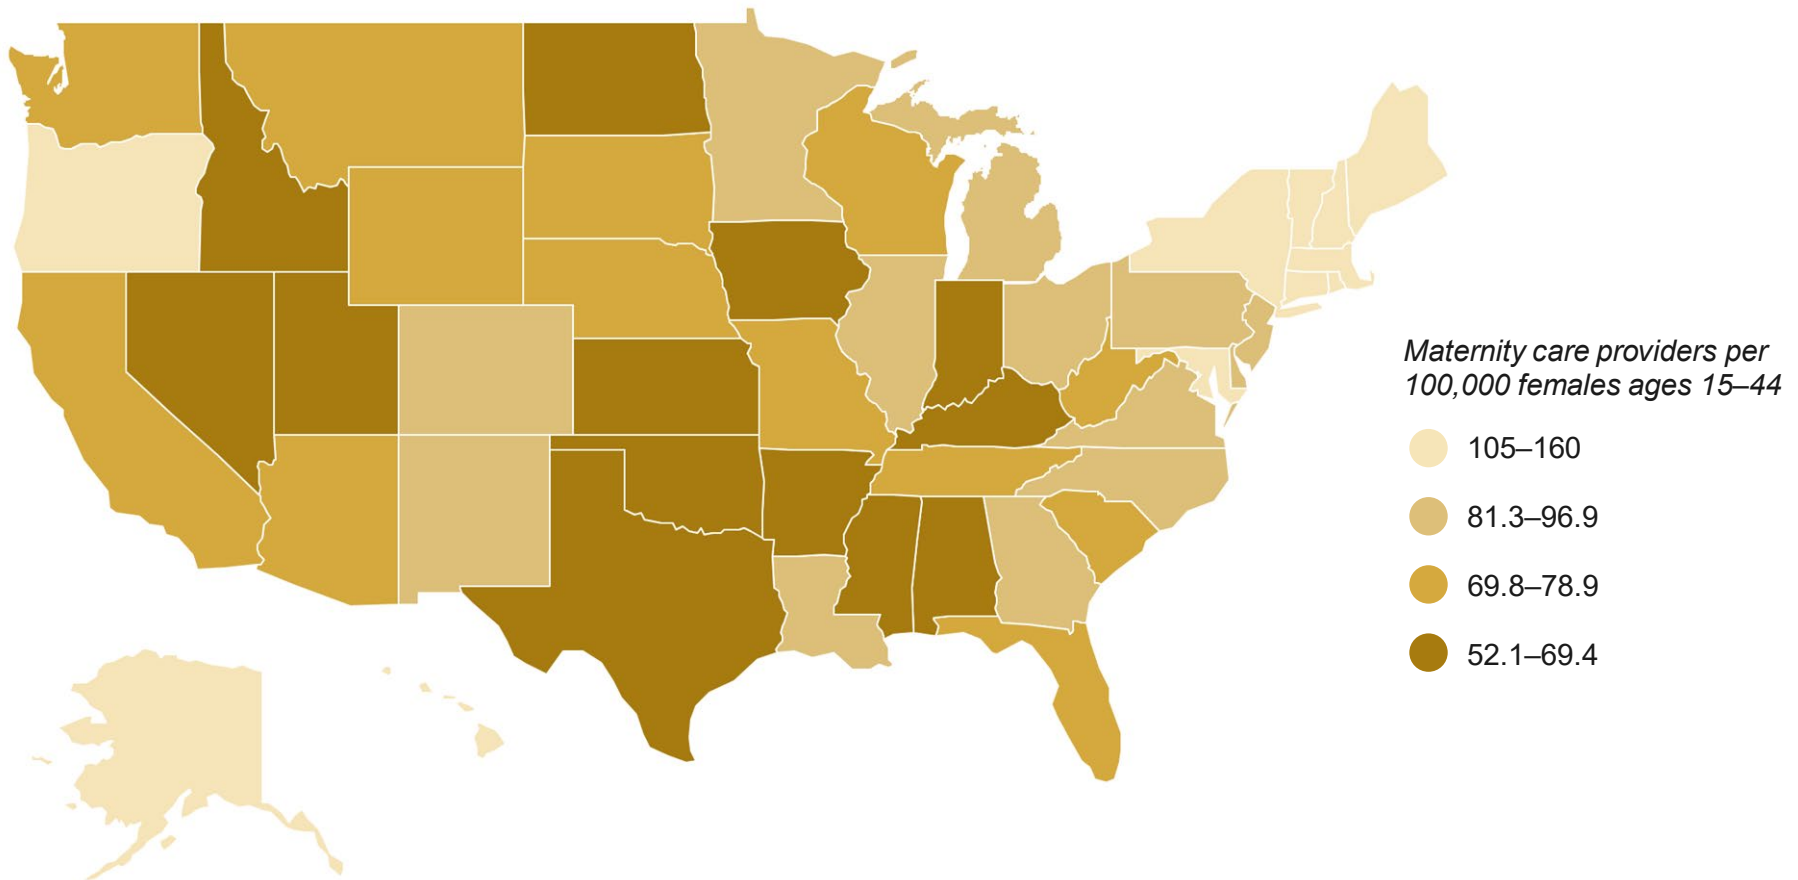 Maternity care providers per
100,000 females ages 15–44
105–160
81.3–96.9
69.8–78.9
52.1–69.4